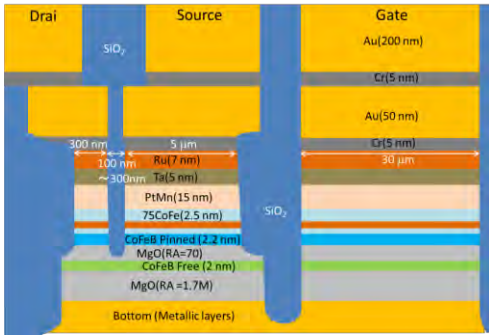 Drai
Source
Gate
SiO2
Au(200 nm)
Cr(5 nm)
Au(50 nm)
300 nm
5 μm
Cr(5 nm)
100 nm
Ru(7 nm)
30 μm
~300nm
Ta(5 nm)
PtMn(15 nm)
SiO2
75CoFe(2.5 nm)
CoFeB Pinned (2.2 nm)
MgO(RA=70)
CoFeB Free (2 nm)
MgO(RA =1.7M)
Bottom (Metallic layers)